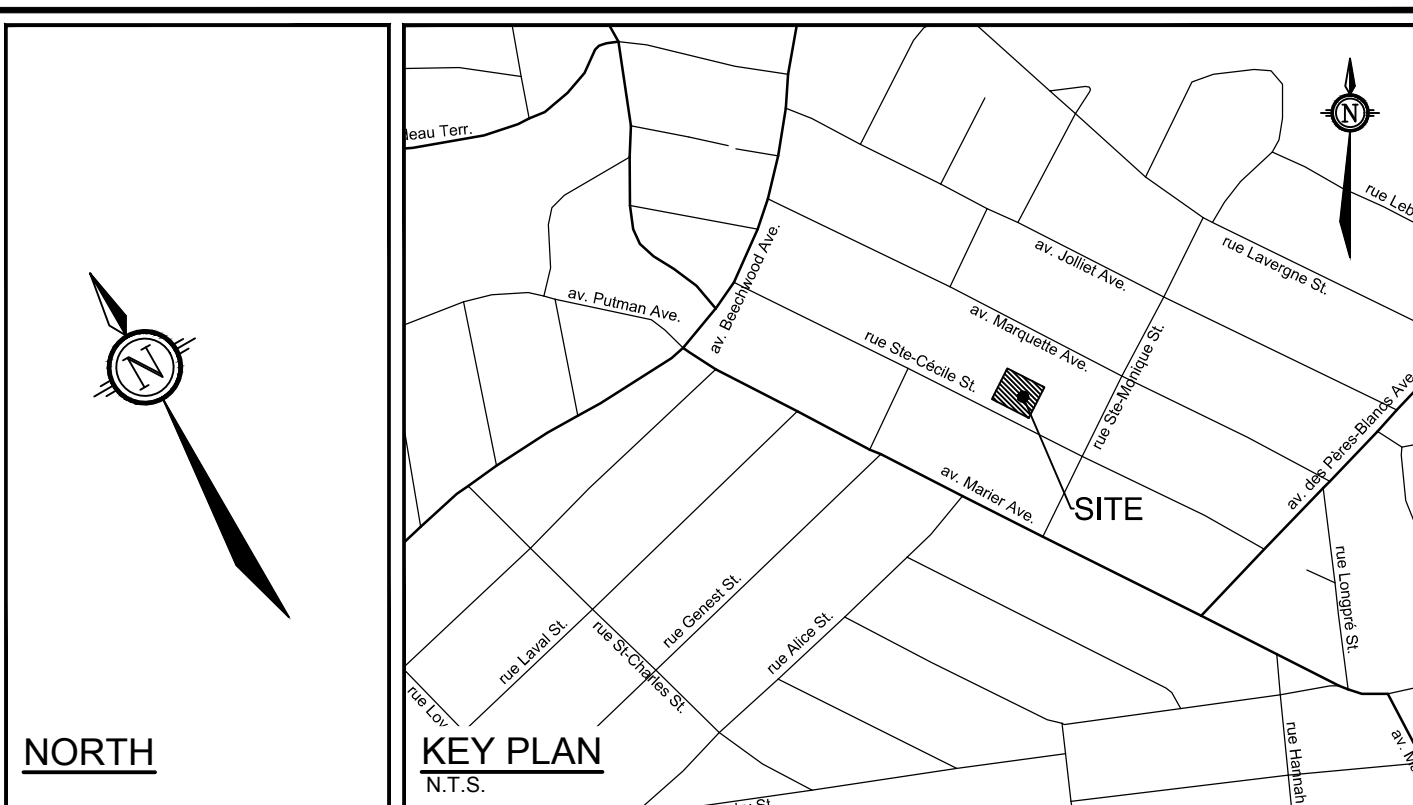 N
NORTH
N
rue Lavergne St.
av. Jolliet Ave.
av. Beechwood Ave.
av. Putman Ave.
av. Marquette Ave.
rue Ste-Cécile St.
rue Ste-Monique St.
av. des Pères-Blancs Ave.
av. Marier Ave.
SITE
rue Longpré St.
rue Genest St.
rue Laval St.
rue St-Charles St.
rue Alice St.
rue Hannah
KEY PLAN
N.T.S.